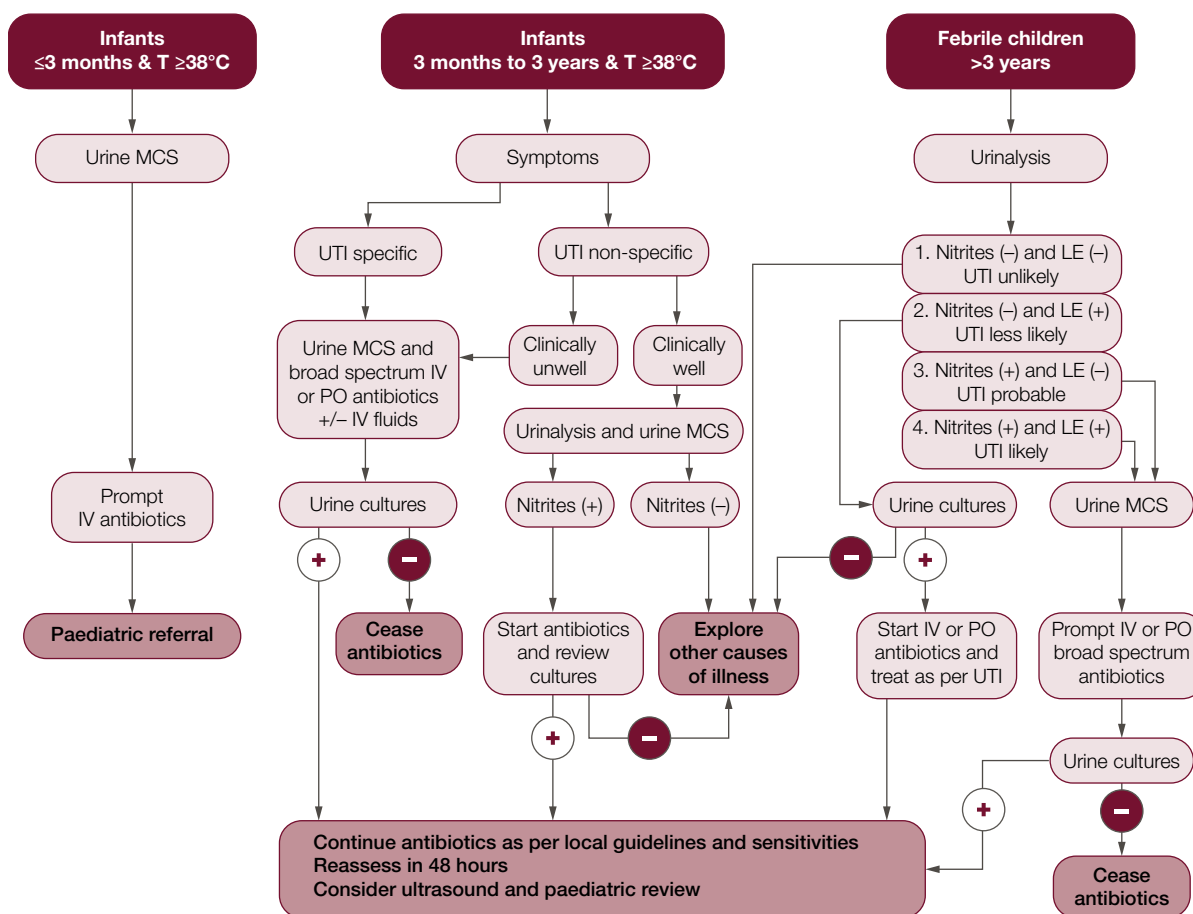 Infants
≤3 months & T ≥38°C
Urine MCS
Prompt
IV antibiotics
Paediatric referral
Infants
3 months to 3 years & T ≥38°C
Symptoms
UTI specific
UTI non-specific
Urine MCS and
broad spectrum IV
or PO antibiotics
+/– IV fluids
Clinically
unwell
Clinically
well
Urinalysis and urine MCS
Urine cultures
Nitrites (+)
Nitrites (–)
+
–
Cease
antibiotics
Start antibiotics
and review
cultures
Explore
other causes
of illness
+
–
Febrile children
>3 years
Urinalysis
1. Nitrites (–) and LE (–)
UTI unlikely
2. Nitrites (–) and LE (+)
UTI less likely
3. Nitrites (+) and LE (–)
UTI probable
4. Nitrites (+) and LE (+)
UTI likely
Urine cultures
Urine MCS
–
+
Start IV or PO
antibiotics and
treat as per UTI
Prompt IV or PO
broad spectrum
antibiotics
Urine cultures
+
–
Cease
antibiotics
Continue antibiotics as per local guidelines and sensitivities
Reassess in 48 hours
Consider ultrasound and paediatric review